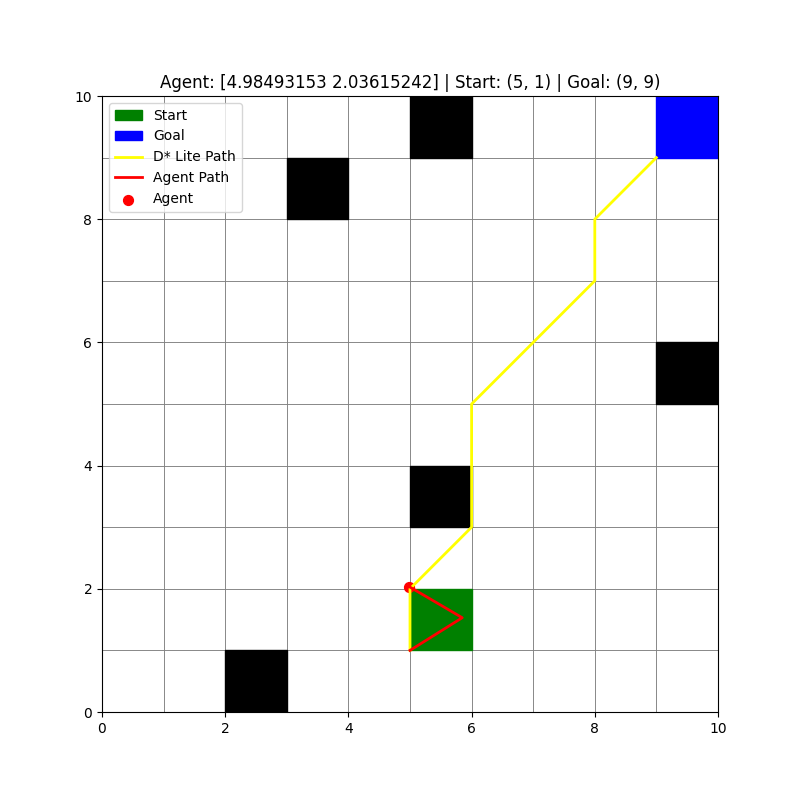 Agent: [4.98493153 2.03615242] | Start: (5, 1) | Goal: (9, 9)
Start
Goal
D* Lite Path
Agent Path
Agent
10
8
6
4
2
0
0 2 4 6 8 10